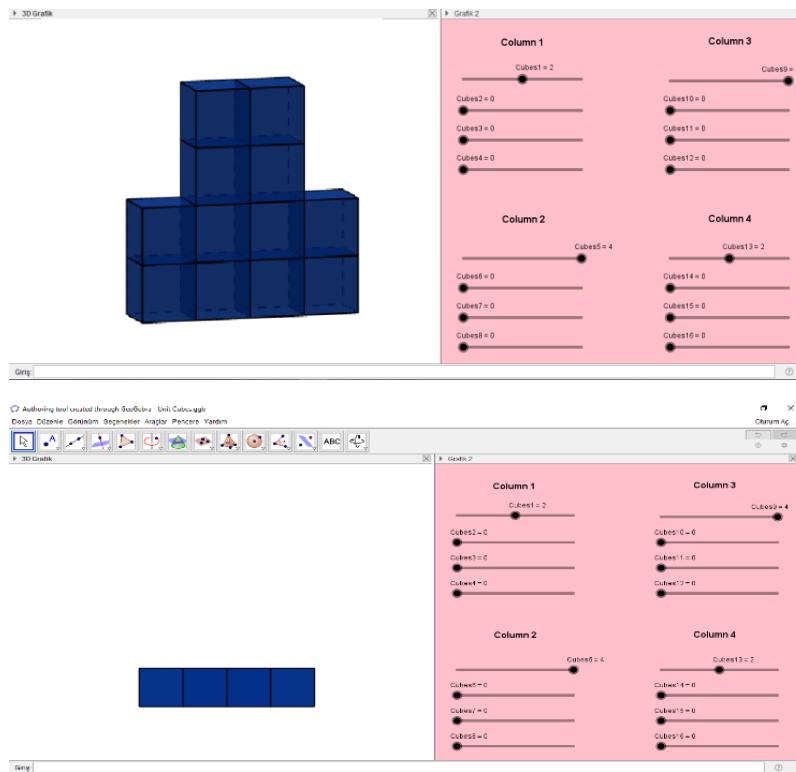 3D Grafik
Grafik 2
Column 1
Column 3
Cubes1 = 2
Cubes9 =
Cubes2 = 0
Cubes10 = 0
Cubes3 = 0
Cubes11 = 0
Cubes4 = 0
Cubes12 = 0
Column 2
Column 4
Cubes5 = 4
Cubes13 = 2
Cubes6 = 0
Cubes14 = 0
Cubes7 = 0
Cubes15 = 0
Cubes8 = 0
Cubes16 = 0
Giriş:
Authoring tool created through GeoGebra - Unit Cubes.ggb
Dosya Düzenle Görünüm Seçenekler Araçlar Pencere Yardım
Oturum Aç...
ABC
3D Grafik
Grafik 2
Column 1
Column 3
Cubes1 = 2
Cubes9 = 4
Cubes2 = 0
Cubes10 = 0
Cubes3 = 0
Cubes11 = 0
Cubes4 = 0
Cubes12 = 0
Column 2
Column 4
Cubes5 = 4
Cubes13 = 2
Cubes6 = 0
Cubes14 = 0
Cubes7 = 0
Cubes15 = 0
Cubes8 = 0
Cubes16 = 0
Giriş: